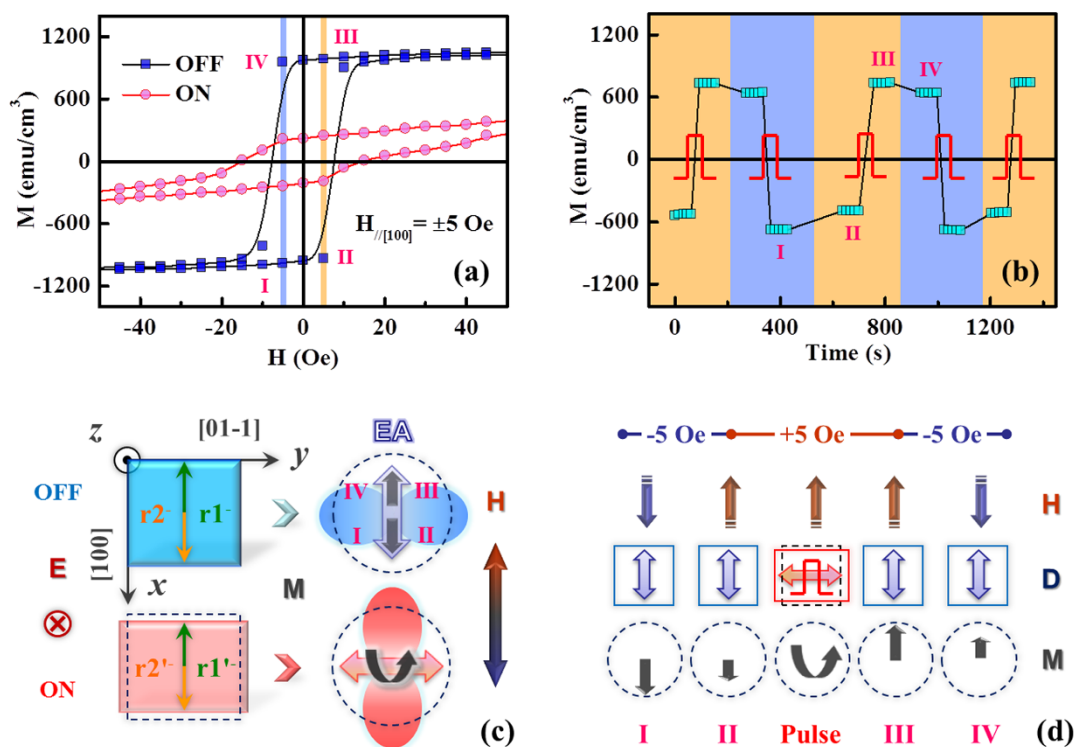 1200
600
0
-600
-1200
M (emu/cm³)
OFF
ON
IV
III
I
II
H//[100] = ±5 Oe
(a)
-40 -20 0 20 40
H (Oe)
1200
600
0
-600
-1200
M (emu/cm³)
III
IV
I
II
(b)
0 400 800 1200
Time (s)
z
[01-1]
y
OFF
r2⁻ r1⁻
[100]
x
E
ON
r2'⁻ r1'⁻
M
EA
IV III
I II
H
(c)
-5 Oe +5 Oe -5 Oe
H
D
M
I II Pulse III IV
(d)